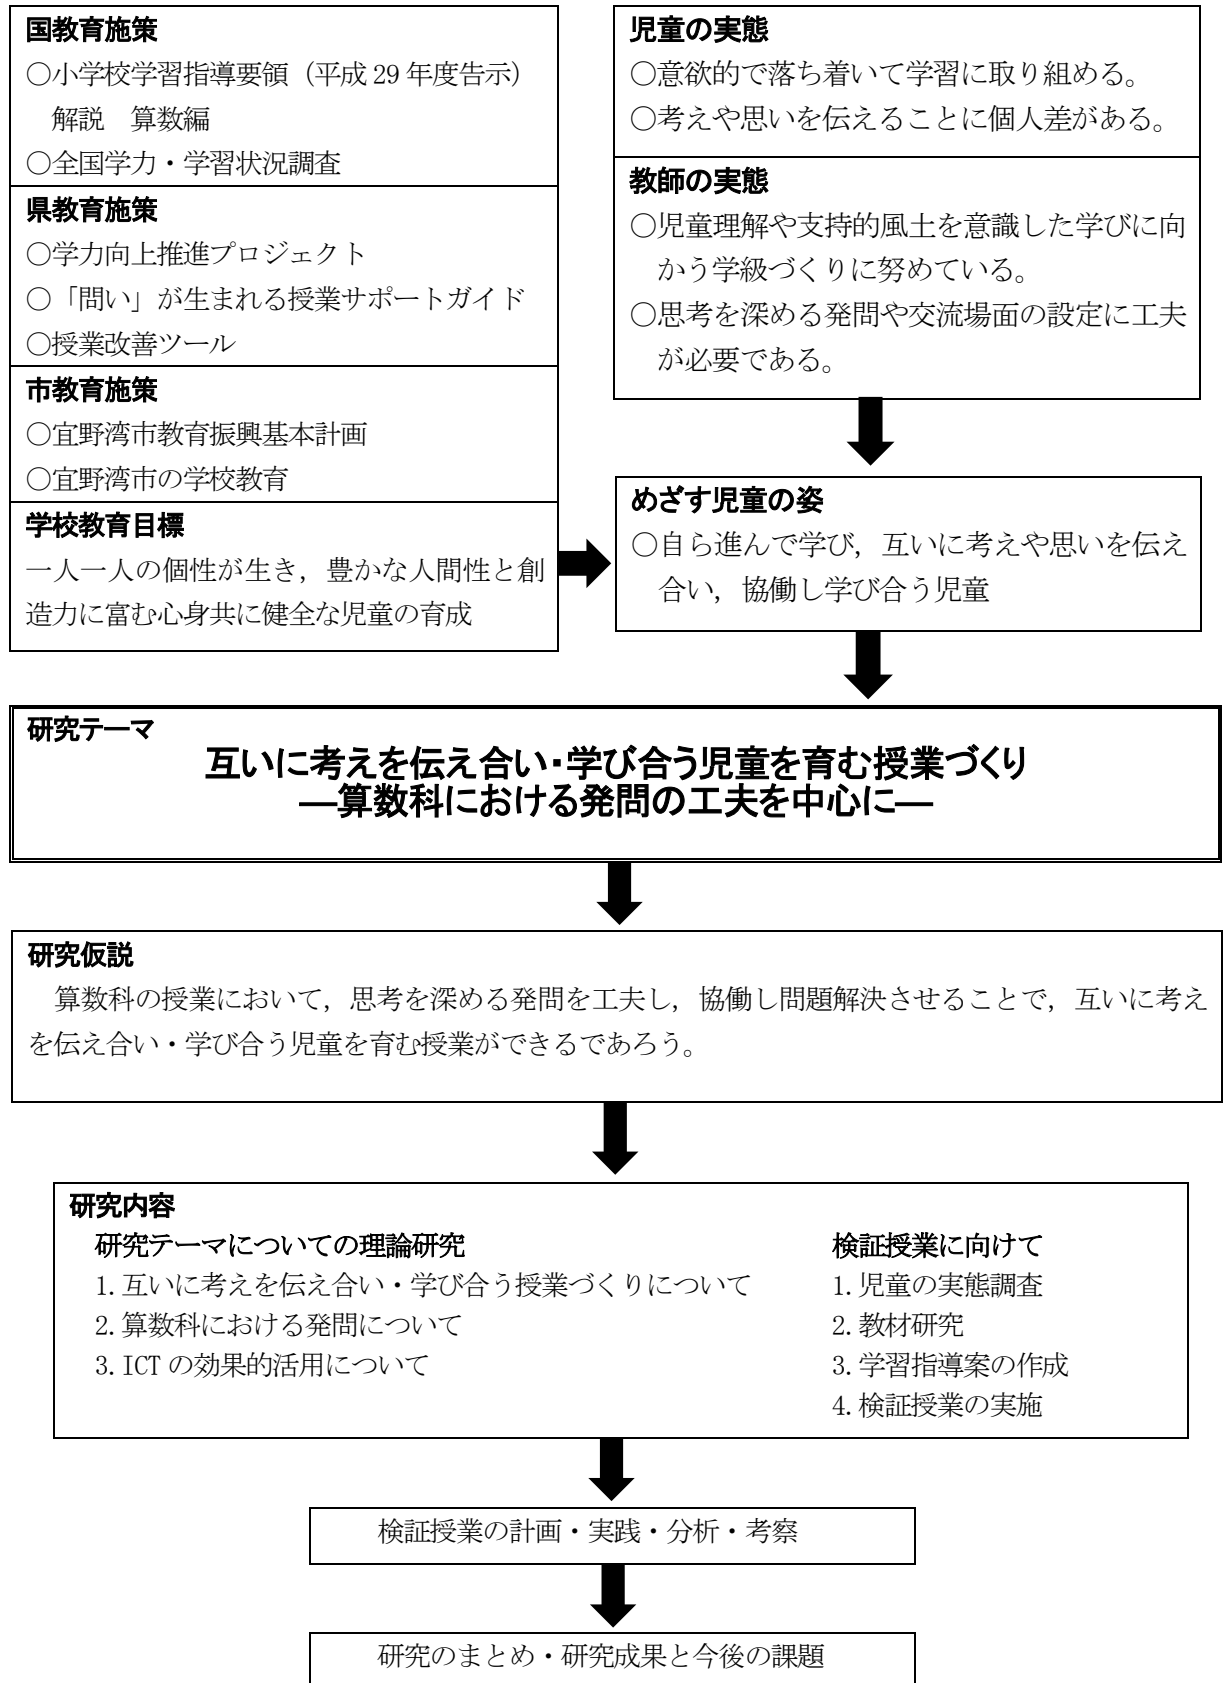 国教育施策
○小学校学習指導要領（平成 29 年度告示）
解説　算数編
○全国学力・学習状況調査
県教育施策
○学力向上推進プロジェクト
○「問い」が生まれる授業サポートガイド
○授業改善ツール
市教育施策
○宜野湾市教育振興基本計画
○宜野湾市の学校教育
学校教育目標
一人一人の個性が生き，豊かな人間性と創
造力に富む心身共に健全な児童の育成
児童の実態
○意欲的で落ち着いて学習に取り組める。
○考えや思いを伝えることに個人差がある。
教師の実態
○児童理解や支持的風土を意識した学びに向
かう学級づくりに努めている。
○思考を深める発問や交流場面の設定に工夫
が必要である。
めざす児童の姿
○自ら進んで学び，互いに考えや思いを伝え
合い，協働し学び合う児童
研究テーマ
互いに考えを伝え合い・学び合う児童を育む授業づくり
―算数科における発問の工夫を中心に―
研究仮説
算数科の授業において，思考を深める発問を工夫し，協働し問題解決させることで，互いに考え
を伝え合い・学び合う児童を育む授業ができるであろう。
研究内容
研究テーマについての理論研究
1. 互いに考えを伝え合い・学び合う授業づくりについて
2. 算数科における発問について
3. ICT の効果的活用について
検証授業に向けて
1. 児童の実態調査
2. 教材研究
3. 学習指導案の作成
4. 検証授業の実施
検証授業の計画・実践・分析・考察
研究のまとめ・研究成果と今後の課題